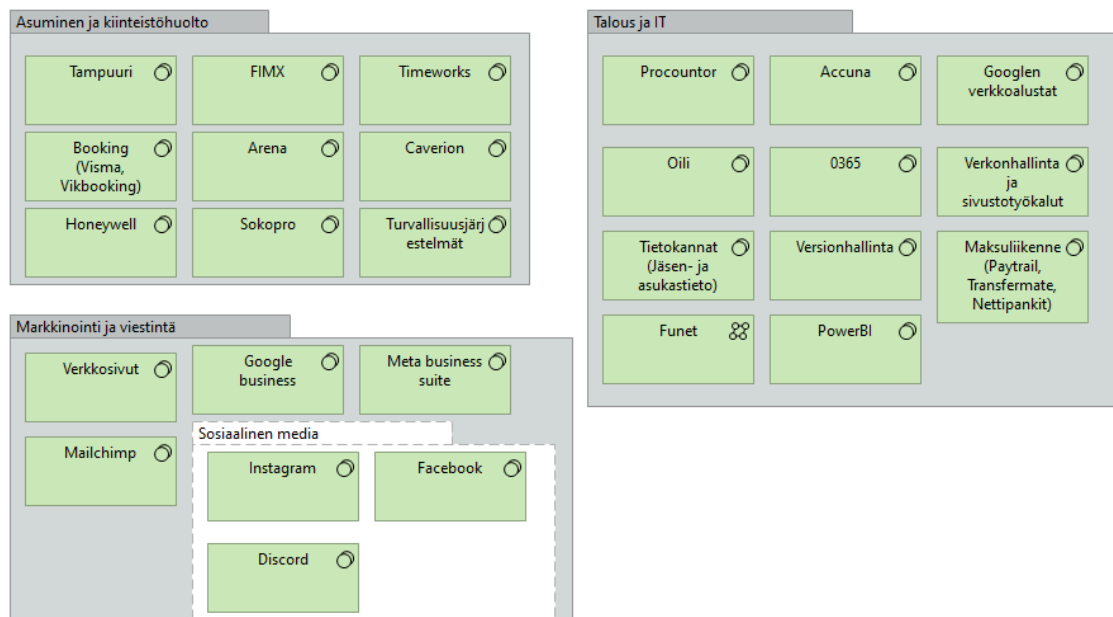 Asuminen ja kiinteistöhuolto
Tampuuri
FIMX
Timeworks
Booking
(Visma,
Vikbooking)
Arena
Caverion
Honeywell
Sokopro
Turvallisuusjärj
estelmät
Talous ja IT
Procountor
Accuna
Googlen
verkkoalustat
Oili
0365
Verkonhallinta
ja
sivustotyökalut
Tietokannat
(Jäsen- ja
asukastieto)
Versionhallinta
Maksuliikenne
(Paytrail,
Transfermate,
Nettipankit)
Funet
PowerBI
Markkinointi ja viestintä
Verkkosivut
Google
business
Meta business
suite
Mailchimp
Sosiaalinen media
Instagram
Facebook
Discord